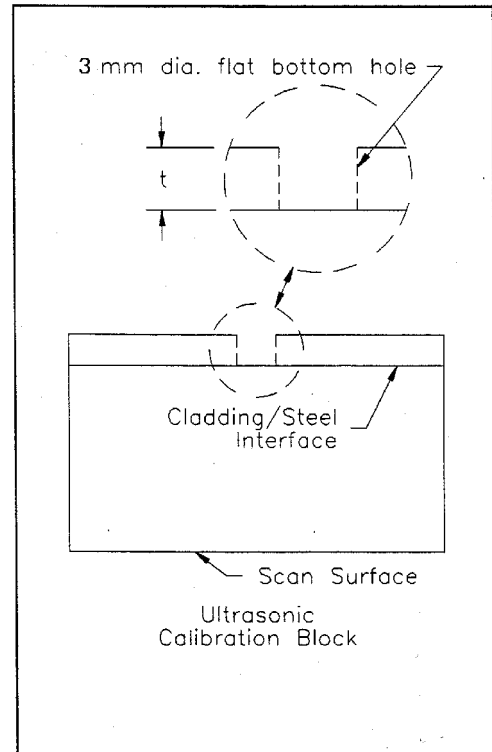 3 mm dia. flat bottom hole
t
Cladding/Steel
Interface
Scan Surface
Ultrasonic
Calibration Block